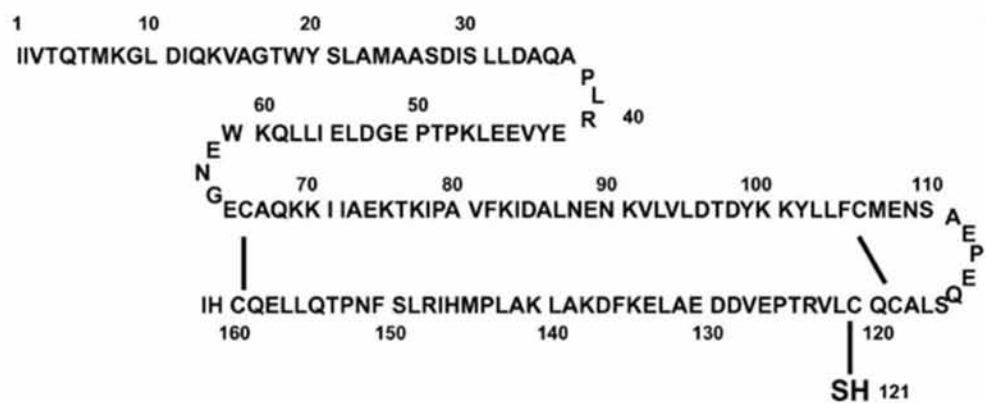 1 10 20 30
IIVTQTMKGL DIQKVAGTWY SLAMAASDIS LLDAQA
P
L
R 40
60 50
W KQLLI ELDGE PTPKLEEVYE
E
N
G
70 80 90 100 110
ECAQKK I IAEKTKIPA VFKIDALNEN KVLVLDTDYK KYLLFCMENS
A
E
P
E
Q
IH CQELLQTPNF SLRIHMPLAK LAKDFKELAE DDVEPTRVLC QCALS
160 150 140 130 120
SH 121